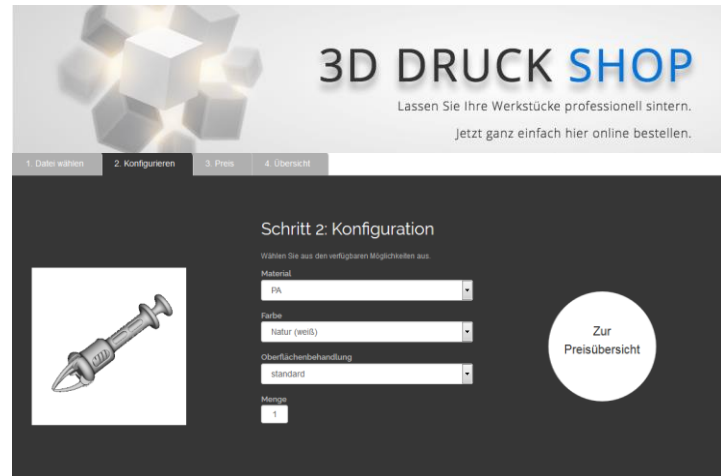 3D DRUCK SHOP
Lassen Sie Ihre Werkstücke professionell sintern.
Jetzt ganz einfach hier online bestellen.
1. Datei wählen 2. Konfigurieren 3. Preis 4. Übersicht
Schritt 2: Konfiguration
Wählen Sie aus den verfügbaren Möglichkeiten aus.
Material
PA
Farbe
Natur (weiß)
Oberflächenbehandlung
standard
Menge
1
Zur
Preisübersicht